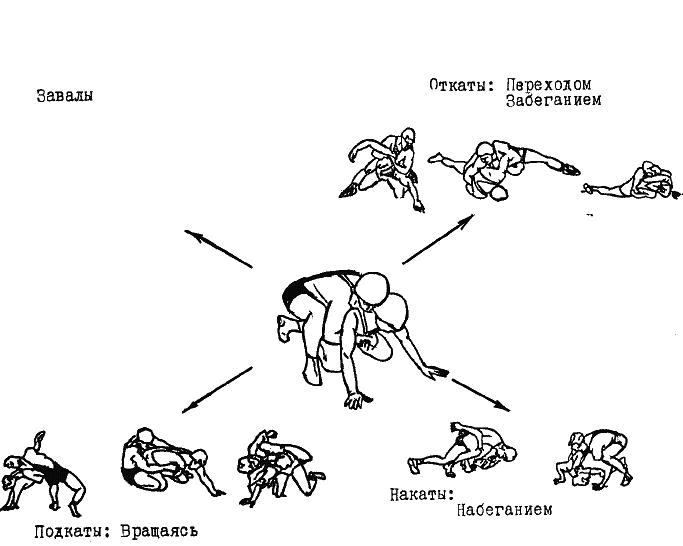 Завалы
Откаты: Переходом
Забеганием
Накаты:
Набеганием
Подкаты: Вращаясь